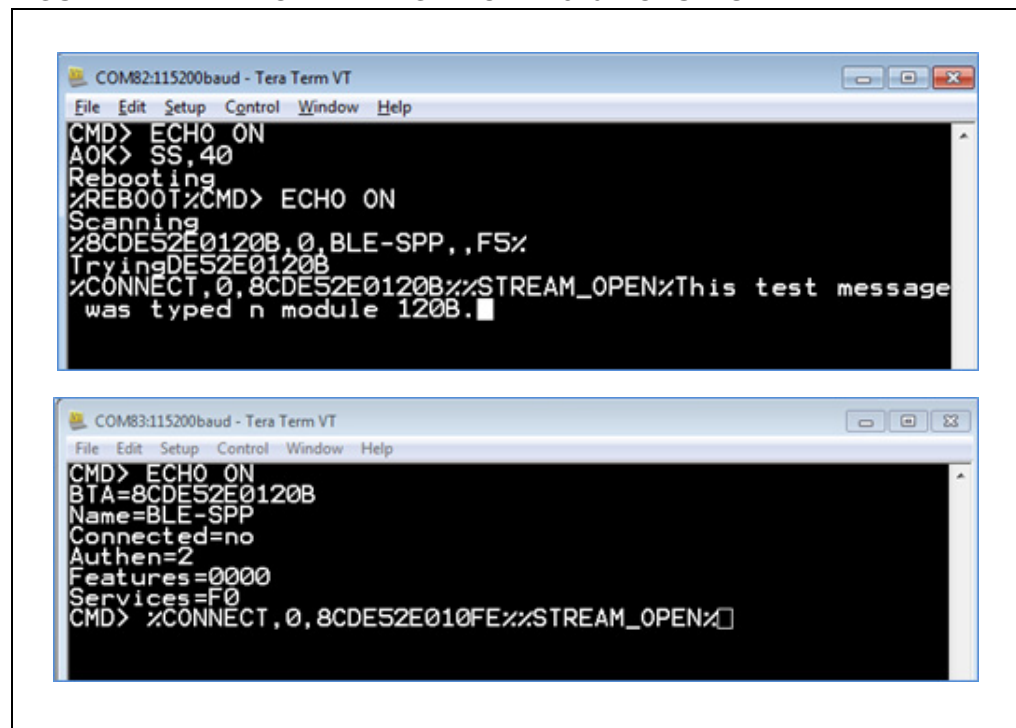 COM82:115200baud - Tera Term VT
File Edit Setup Control Window Help
CMD> ECHO ON
AOK> SS,40
Rebooting
%REBOOT%CMD> ECHO ON
Scanning
%8CDE52E0120B,0,BLE-SPP,,F5%
TryingDE52E0120B
%CONNECT,0,8CDE52E0120B%%STREAM_OPEN%This test message
was typed n module 120B.
COM83:115200baud - Tera Term VT
File Edit Setup Control Window Help
CMD> ECHO ON
BTA=8CDE52E0120B
Name=BLE-SPP
Connected=no
Authen=2
Features=0000
Services=F0
CMD> %CONNECT,0,8CDE52E010FE%%STREAM_OPEN%